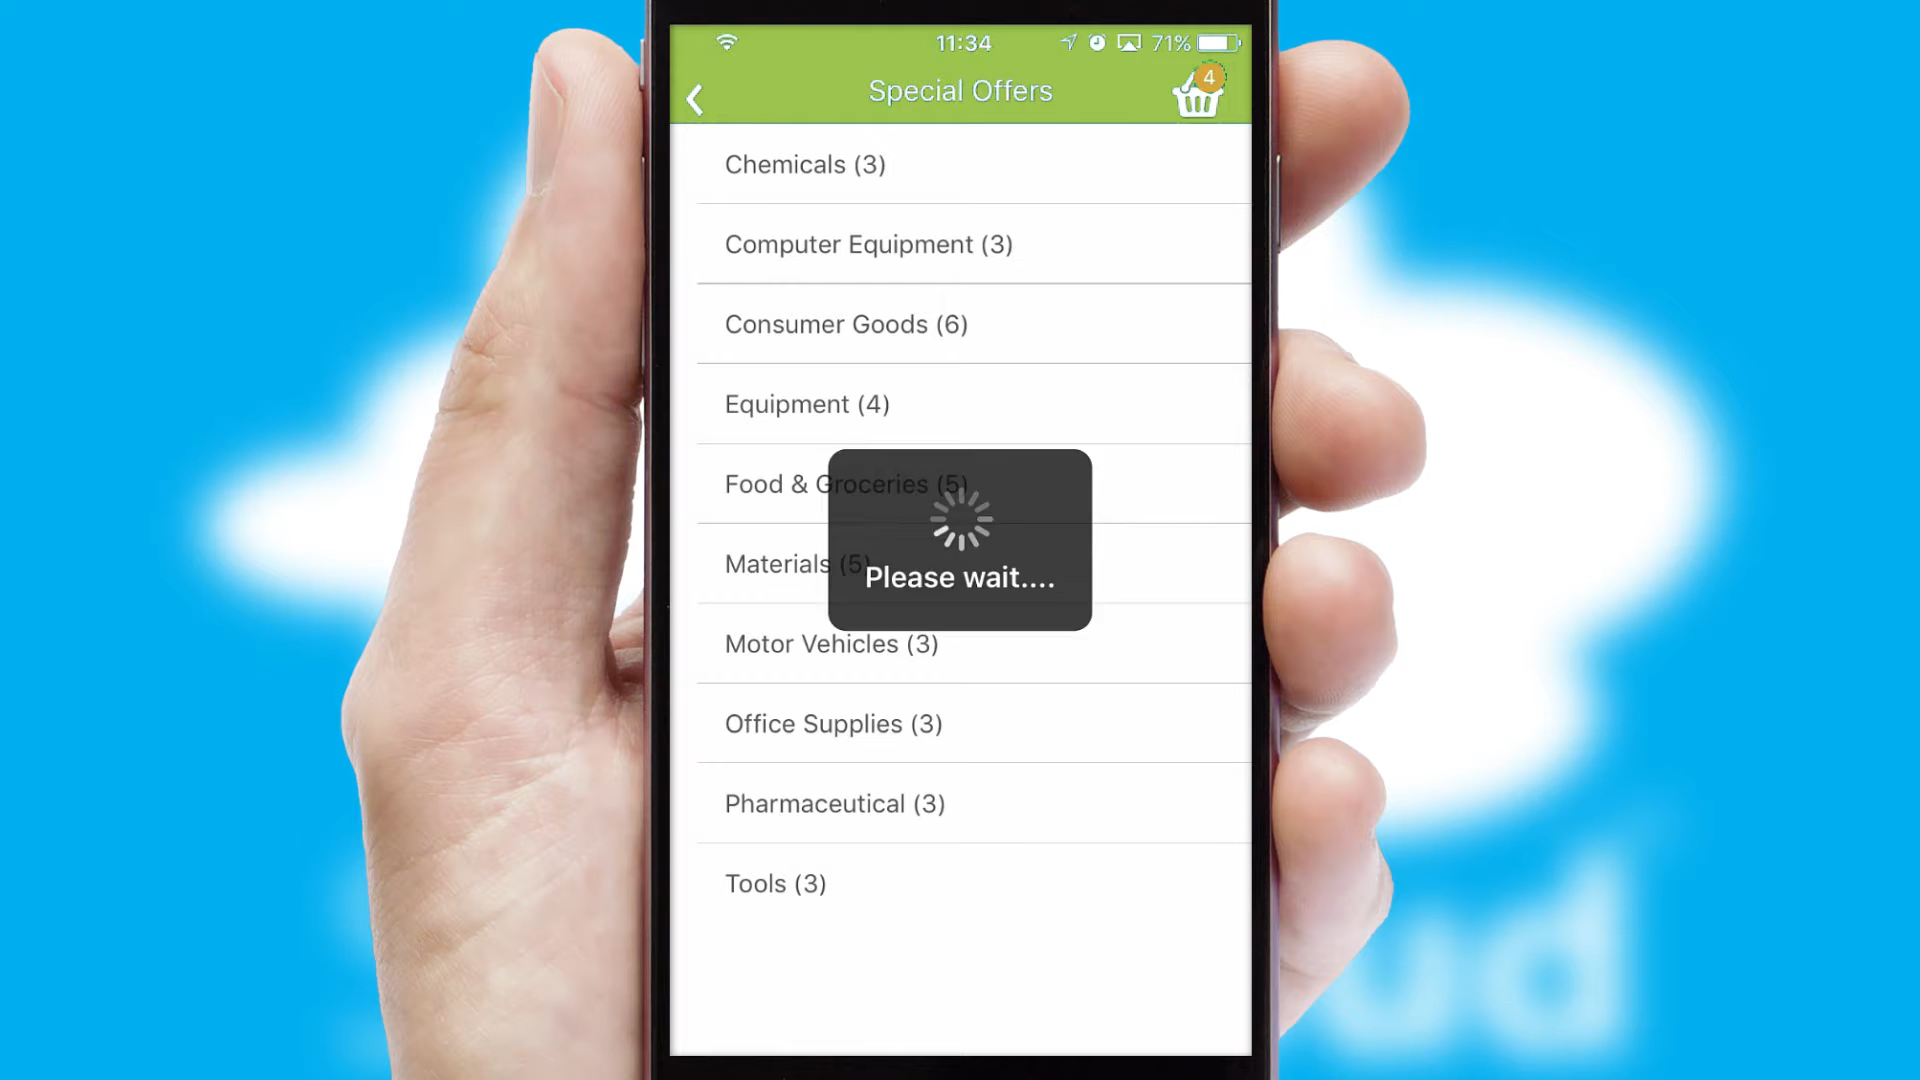 11:34
71%
Special Offers
4
Chemicals (3)
Computer Equipment (3)
Consumer Goods (6)
Equipment (4)
Food & Groceries (5)
Materials (5)
Please wait....
Motor Vehicles (3)
Office Supplies (3)
Pharmaceutical (3)
Tools (3)
ud